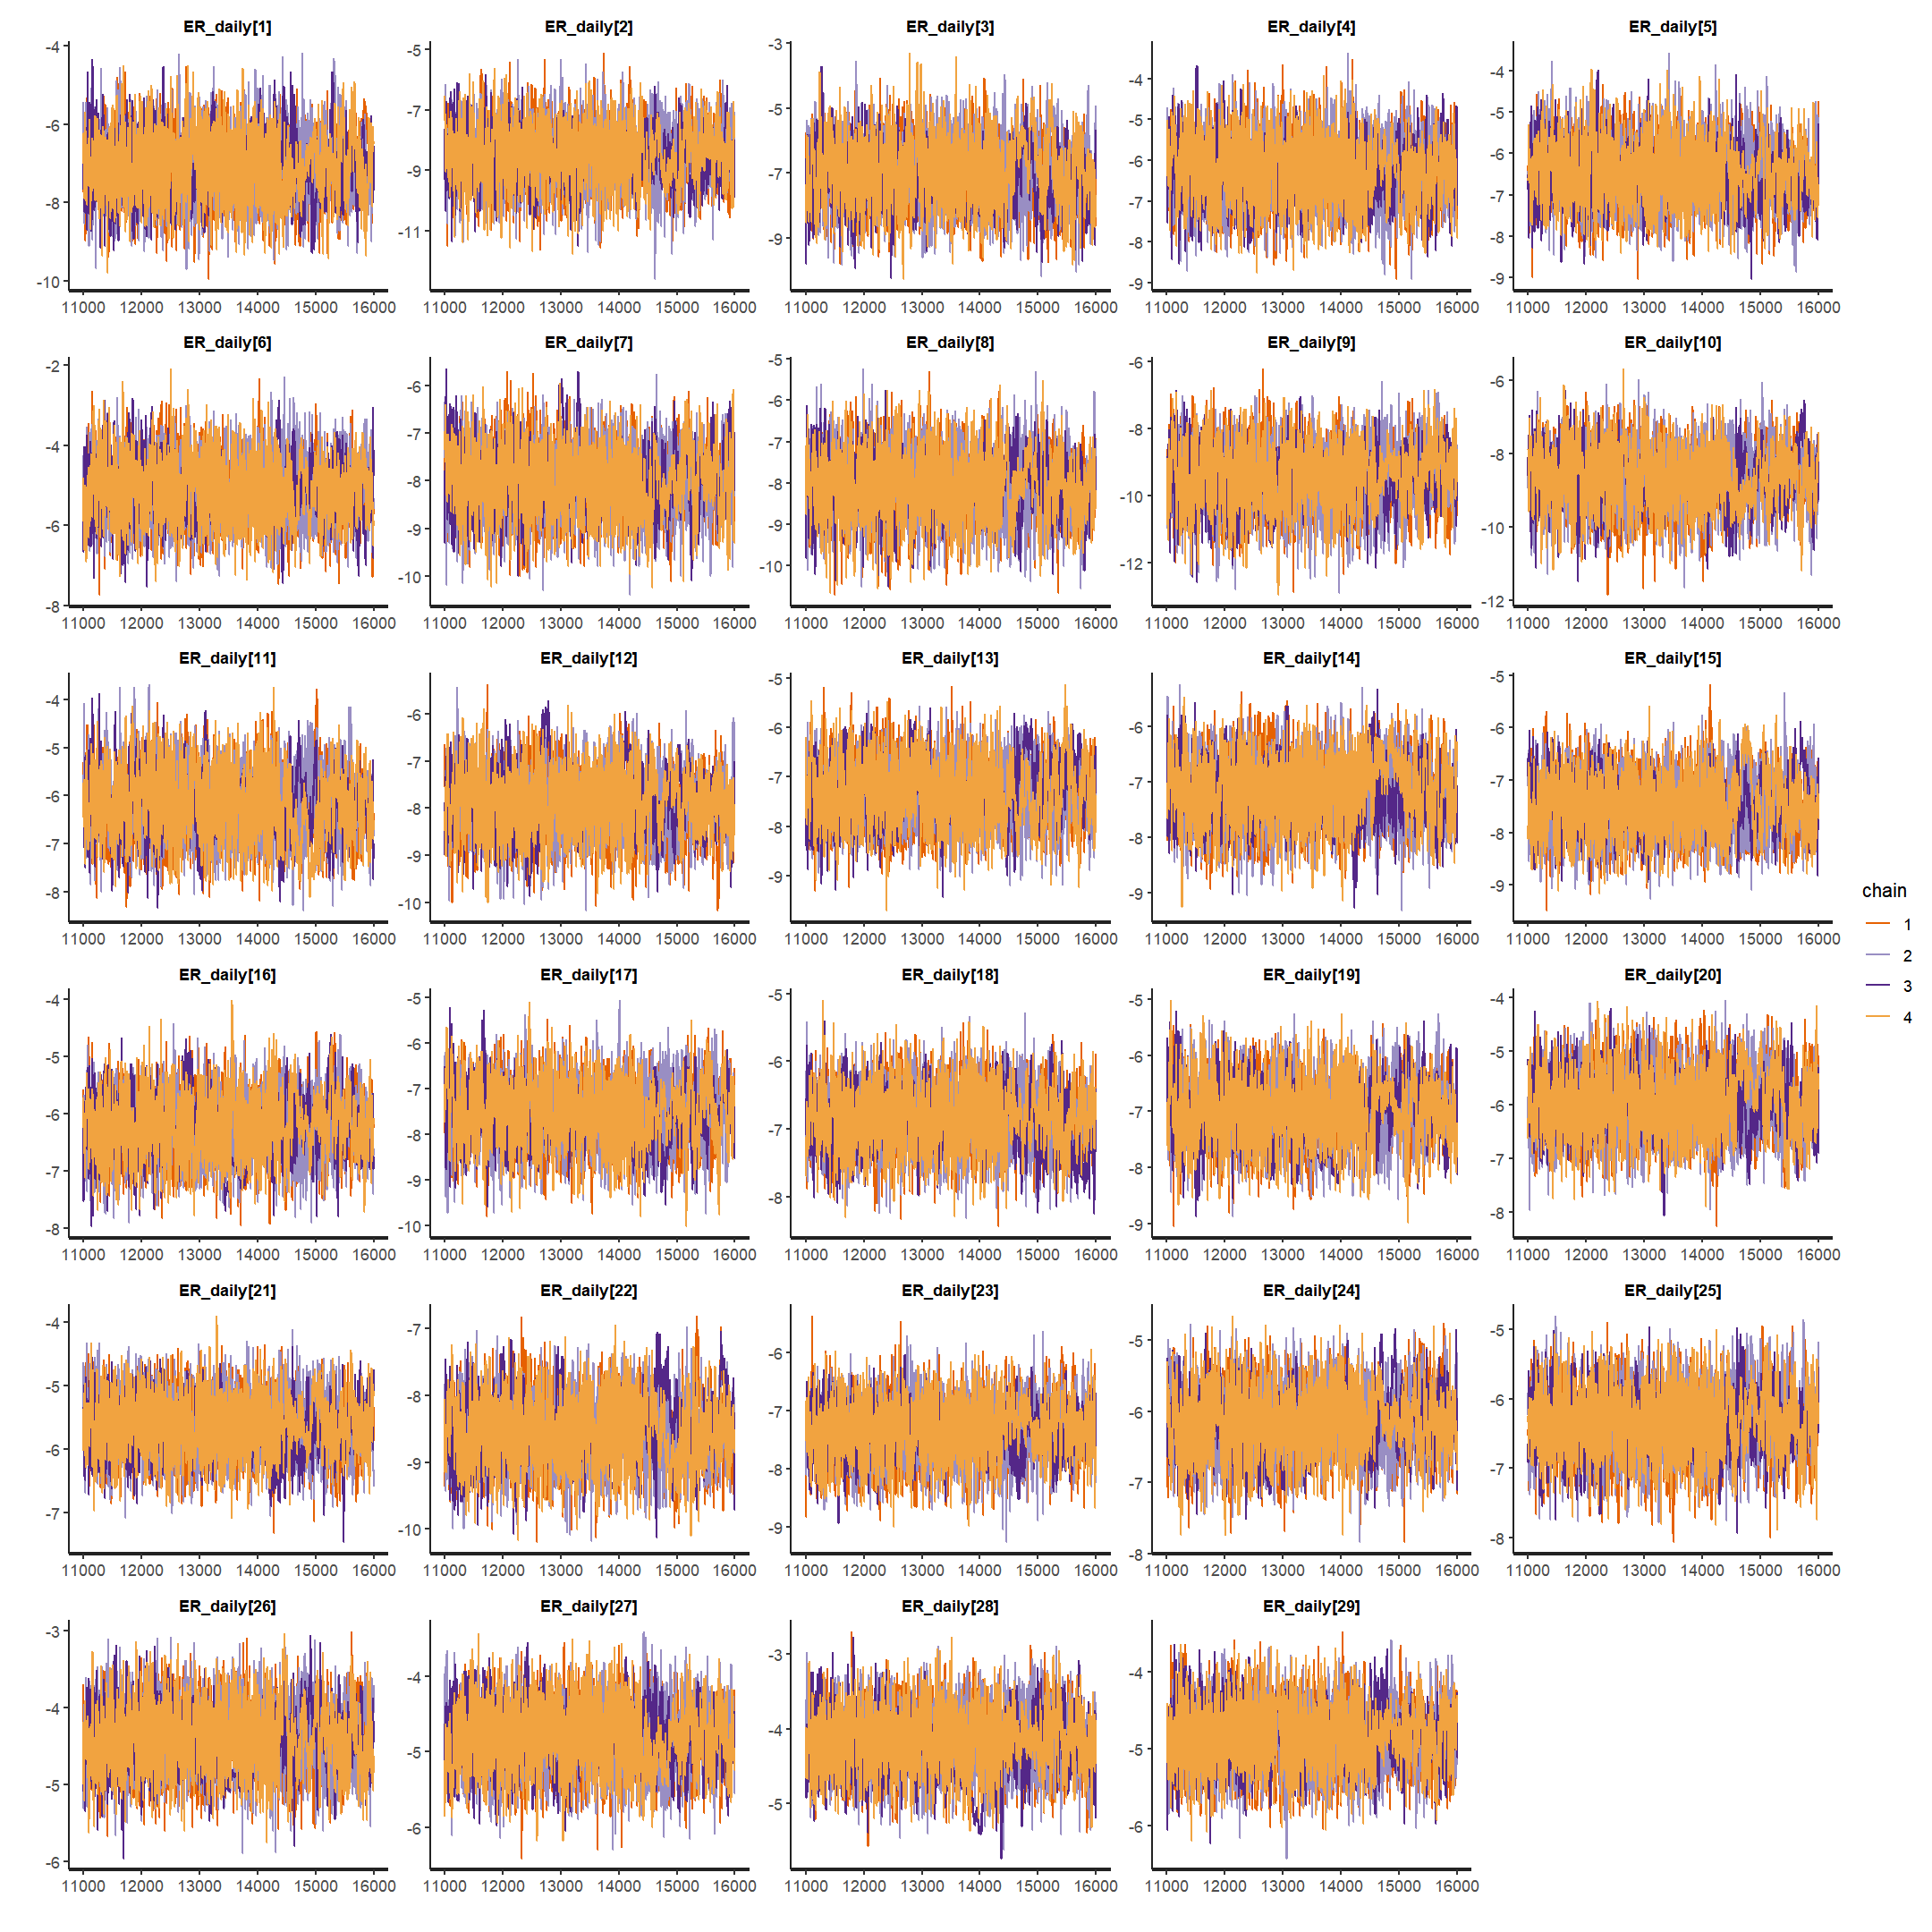 ER_daily[1] ER_daily[2] ER_daily[3] ER_daily[4] ER_daily[5]
-4 -5 -3 -4 -4
-6 -7 -5 -5 -5
-8 -9 -7 -6 -6
-10 -11 -9 -7 -7
-8 -8
-9 -9
11000 12000 13000 14000 15000 16000 11000 12000 13000 14000 15000 16000 11000 12000 13000 14000 15000 16000 11000 12000 13000 14000 15000 16000 11000 12000 13000 14000 15000 16000
ER_daily[6] ER_daily[7] ER_daily[8] ER_daily[9] ER_daily[10]
-2 -6 -5 -6 -6
-4 -7 -6 -8 -8
-6 -8 -7 -10 -10
-8 -9 -8 -12 -12
-10 -9
-10
11000 12000 13000 14000 15000 16000 11000 12000 13000 14000 15000 16000 11000 12000 13000 14000 15000 16000 11000 12000 13000 14000 15000 16000 11000 12000 13000 14000 15000 16000
ER_daily[11] ER_daily[12] ER_daily[13] ER_daily[14] ER_daily[15]
-4 -6 -5 -6 -5
-5 -7 -6 -7 -6
-6 -8 -7 -8 -7
-7 -9 -8 -9 -8
-8 -10 -9 -9
11000 12000 13000 14000 15000 16000 11000 12000 13000 14000 15000 16000 11000 12000 13000 14000 15000 16000 11000 12000 13000 14000 15000 16000 11000 12000 13000 14000 15000 16000
chain
1
2
3
4
ER_daily[16] ER_daily[17] ER_daily[18] ER_daily[19] ER_daily[20]
-4 -5 -5 -5 -4
-5 -6 -6 -6 -5
-6 -7 -7 -7 -6
-7 -8 -8 -8 -7
-8 -9 -9 -8
-10
11000 12000 13000 14000 15000 16000 11000 12000 13000 14000 15000 16000 11000 12000 13000 14000 15000 16000 11000 12000 13000 14000 15000 16000 11000 12000 13000 14000 15000 16000
ER_daily[21] ER_daily[22] ER_daily[23] ER_daily[24] ER_daily[25]
-4 -7 -6 -5 -5
-5 -8 -7 -6 -6
-6 -9 -8 -7 -7
-7 -10 -9 -8 -8
11000 12000 13000 14000 15000 16000 11000 12000 13000 14000 15000 16000 11000 12000 13000 14000 15000 16000 11000 12000 13000 14000 15000 16000 11000 12000 13000 14000 15000 16000
ER_daily[26] ER_daily[27] ER_daily[28] ER_daily[29]
-3 -4 -3 -4
-4 -5 -4 -5
-5 -6 -5 -6
-6
11000 12000 13000 14000 15000 16000 11000 12000 13000 14000 15000 16000 11000 12000 13000 14000 15000 16000 11000 12000 13000 14000 15000 16000